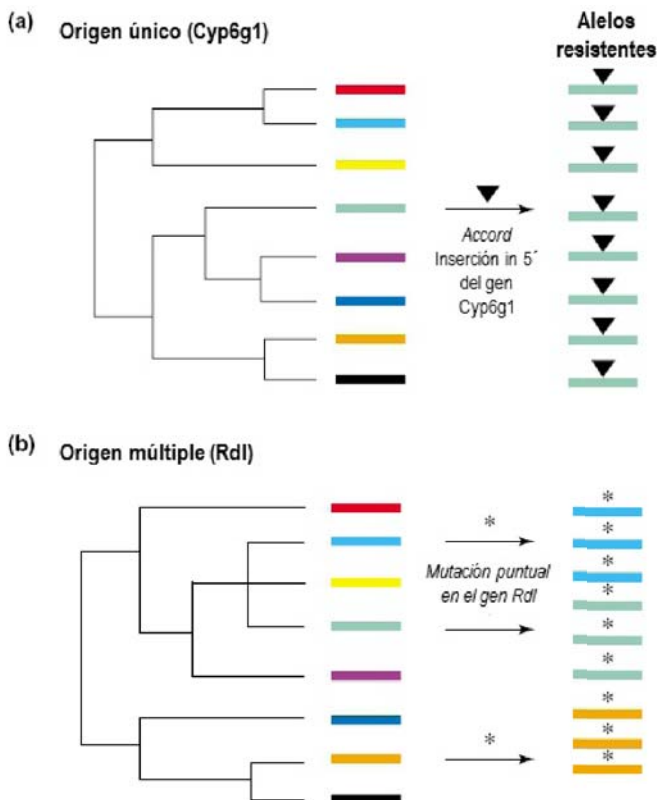 (a) Origen único (Cyp6g1)
Alelos
resistentes
Accord
Inserción in 5´
del gen
Cyp6g1
(b) Origen múltiple (Rdl)
*
*
*
Mutación puntual
en el gen Rdl
*
*
*
*
*
*
*
*